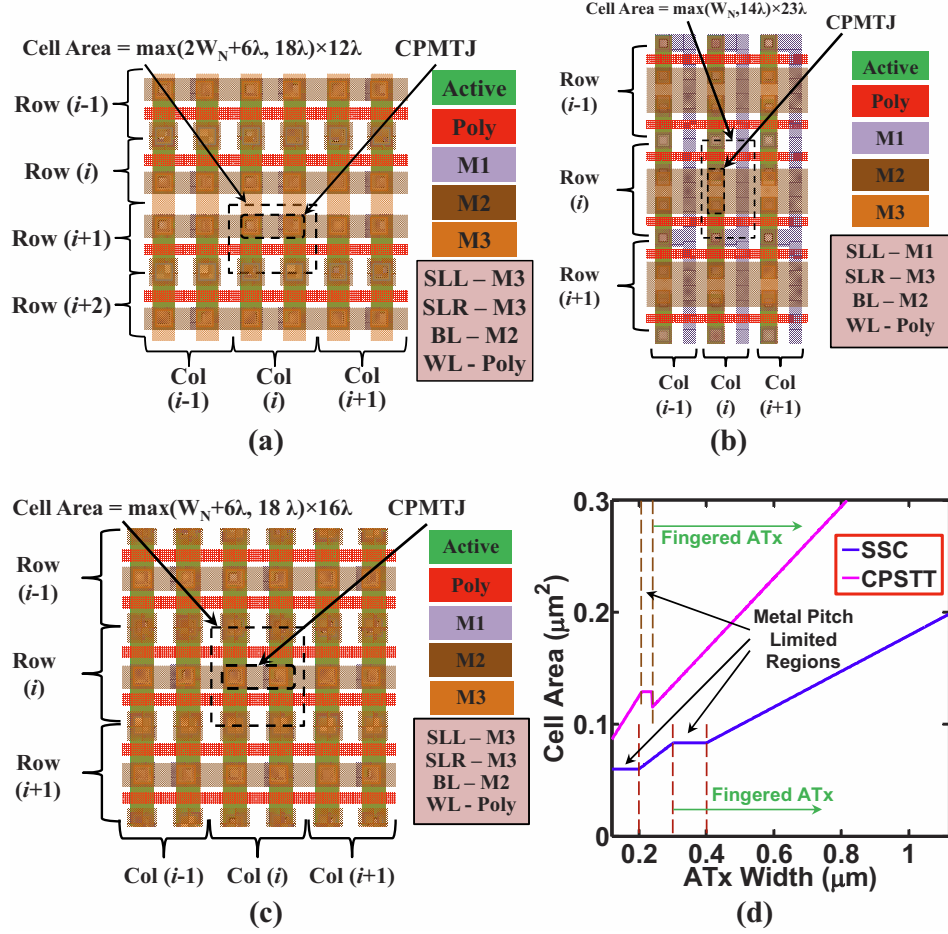 Cell Area = max(2W_N+6λ, 18λ)×12λ
CPMTJ
Row (i-1)
Row (i)
Row (i+1)
Row (i+2)
Active
Poly
M1
M2
M3
SLL – M3
SLR – M3
BL – M2
WL - Poly
Col
(i-1)
Col
(i)
Col
(i+1)
(a)
Cell Area = max(W_N,14λ)×23λ
CPMTJ
Row
(i-1)
Row
(i)
Row
(i+1)
Active
Poly
M1
M2
M3
SLL – M1
SLR – M3
BL – M2
WL - Poly
Col
(i-1)
Col
(i)
Col
(i+1)
(b)
Cell Area = max(W_N+6λ, 18 λ)×16λ
CPMTJ
Row
(i-1)
Row
(i)
Row
(i+1)
Active
Poly
M1
M2
M3
SLL – M3
SLR – M3
BL – M2
WL - Poly
Col (i-1)
Col (i)
Col (i+1)
(c)
Cell Area (μm²)
0.3
0.2
0.1
0
Fingered ATx
SSC
CPSTT
Metal Pitch
Limited
Regions
Fingered ATx
0.2
0.4
0.6
0.8
1
ATx Width (μm)
(d)